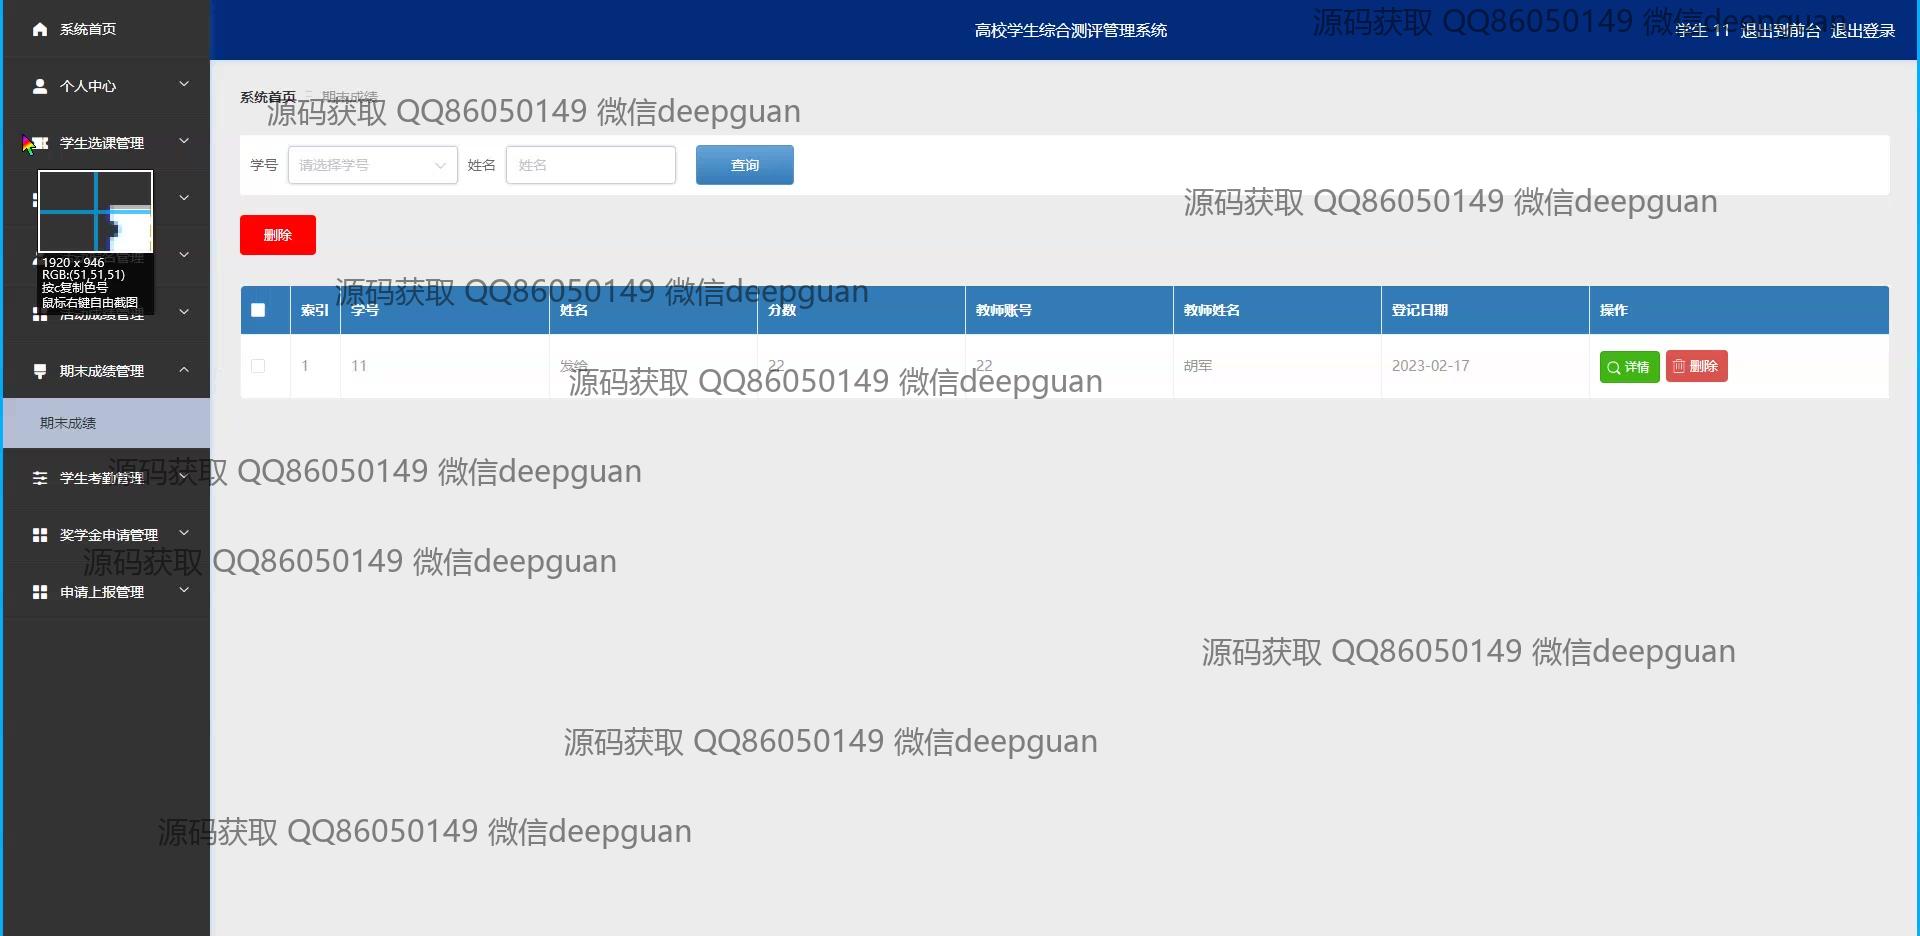 系统首页
个人中心
学生选课管理
活动成绩管理
期末成绩管理
期末成绩
学生考勤管理
奖学金申请管理
申请上报管理
1920 x 946
RGB:(51,51,51)
按c复制色号
鼠标右键自由截图
高校学生综合测评管理系统
学生 11 退出到前台 退出登录
源码获取 QQ86050149 微信deepguan
系统首页 期末成绩
源码获取 QQ86050149 微信deepguan
学号 请选择学号 姓名 姓名 查询
源码获取 QQ86050149 微信deepguan
删除
源码获取 QQ86050149 微信deepguan
索引 学号 姓名 分数 教师账号 教师姓名 登记日期 操作
1 11 发给 22 22 胡军 2023-02-17 详情 删除
源码获取 QQ86050149 微信deepguan
源码获取 QQ86050149 微信deepguan
源码获取 QQ86050149 微信deepguan
源码获取 QQ86050149 微信deepguan
源码获取 QQ86050149 微信deepguan
源码获取 QQ86050149 微信deepguan